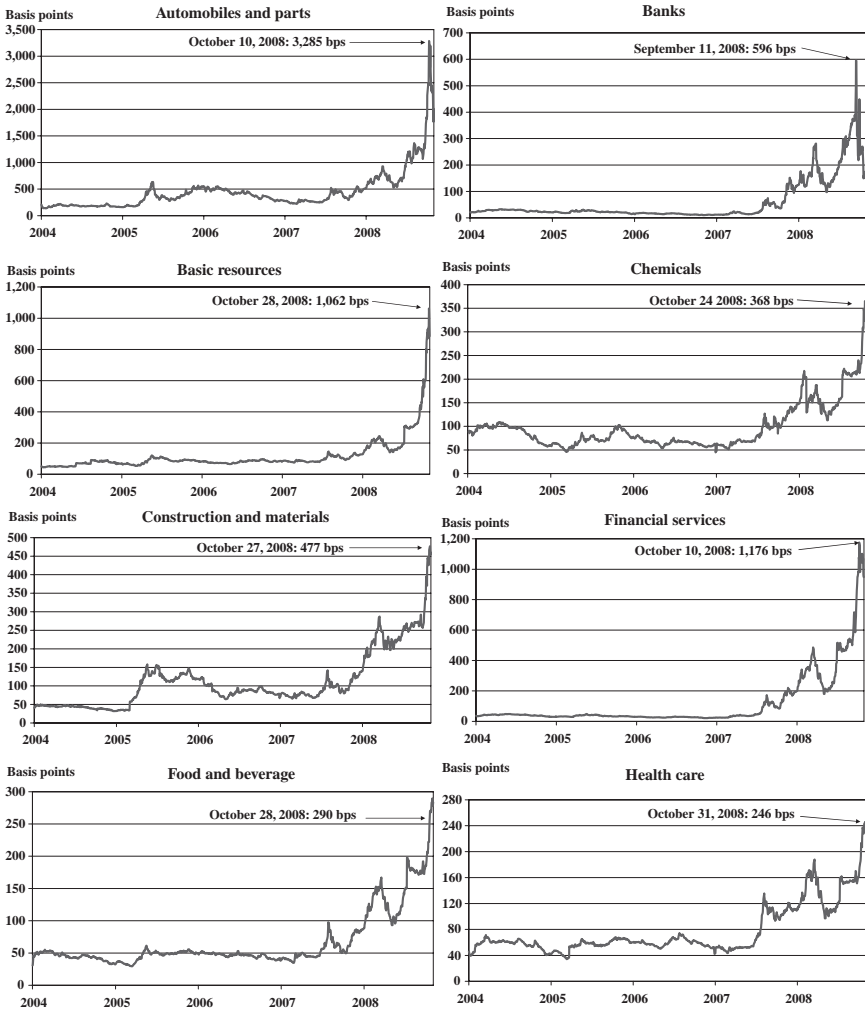 Automobiles and parts
Basis points
3,500
3,000
2,500
2,000
1,500
1,000
500
0
October 10, 2008: 3,285 bps
2004 2005 2006 2007 2008
Banks
Basis points
700
600
500
400
300
200
100
0
September 11, 2008: 596 bps
2004 2005 2006 2007 2008
Basic resources
Basis points
1,200
1,000
800
600
400
200
0
October 28, 2008: 1,062 bps
2004 2005 2006 2007 2008
Chemicals
Basis points
400
350
300
250
200
150
100
50
0
October 24 2008: 368 bps
2004 2005 2006 2007 2008
Construction and materials
Basis points
500
450
400
350
300
250
200
150
100
50
0
October 27, 2008: 477 bps
2004 2005 2006 2007 2008
Financial services
Basis points
1,200
1,000
800
600
400
200
0
October 10, 2008: 1,176 bps
2004 2005 2006 2007 2008
Food and beverage
Basis points
300
250
200
150
100
50
0
October 28, 2008: 290 bps
2004 2005 2006 2007 2008
Health care
Basis points
280
240
200
160
120
80
40
0
October 31, 2008: 246 bps
2004 2005 2006 2007 2008